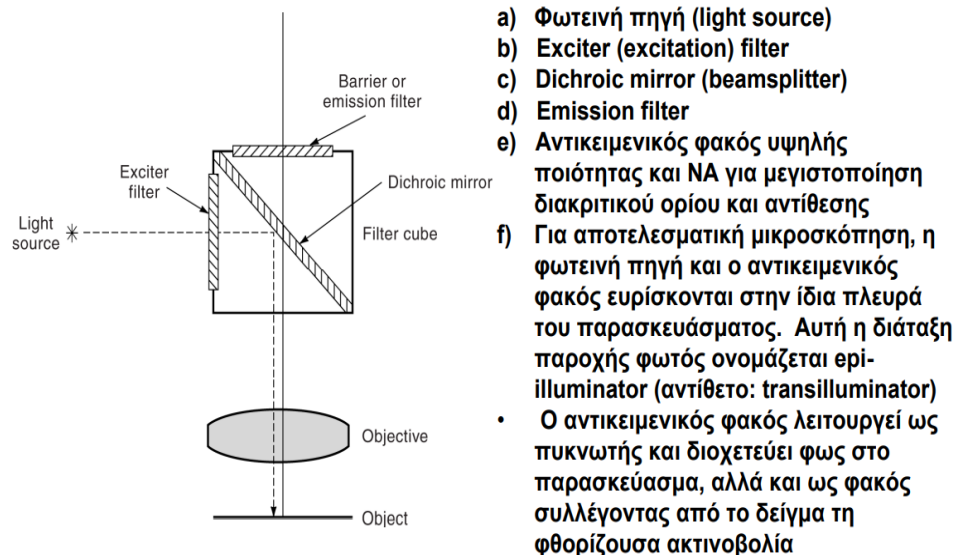 Barrier or
emission filter
Exciter
filter
Dichroic mirror
Light
source
Filter cube
Objective
Object
a) Φωτεινή πηγή (light source)
b) Exciter (excitation) filter
c) Dichroic mirror (beamsplitter)
d) Emission filter
e) Αντικειμενικός φακός υψηλής
ποιότητας και ΝΑ για μεγιστοποίηση
διακριτικού ορίου και αντίθεσης
f) Για αποτελεσματική μικροσκόπηση, η
φωτεινή πηγή και ο αντικειμενικός
φακός ευρίσκονται στην ίδια πλευρά
του παρασκευάσματος. Αυτή η διάταξη
παροχής φωτός ονομάζεται epi-
illuminator (αντίθετο: transilluminator)
• Ο αντικειμενικός φακός λειτουργεί ως
πυκνωτής και διοχετεύει φως στο
παρασκεύασμα, αλλά και ως φακός
συλλέγοντας από το δείγμα τη
φθορίζουσα ακτινοβολία